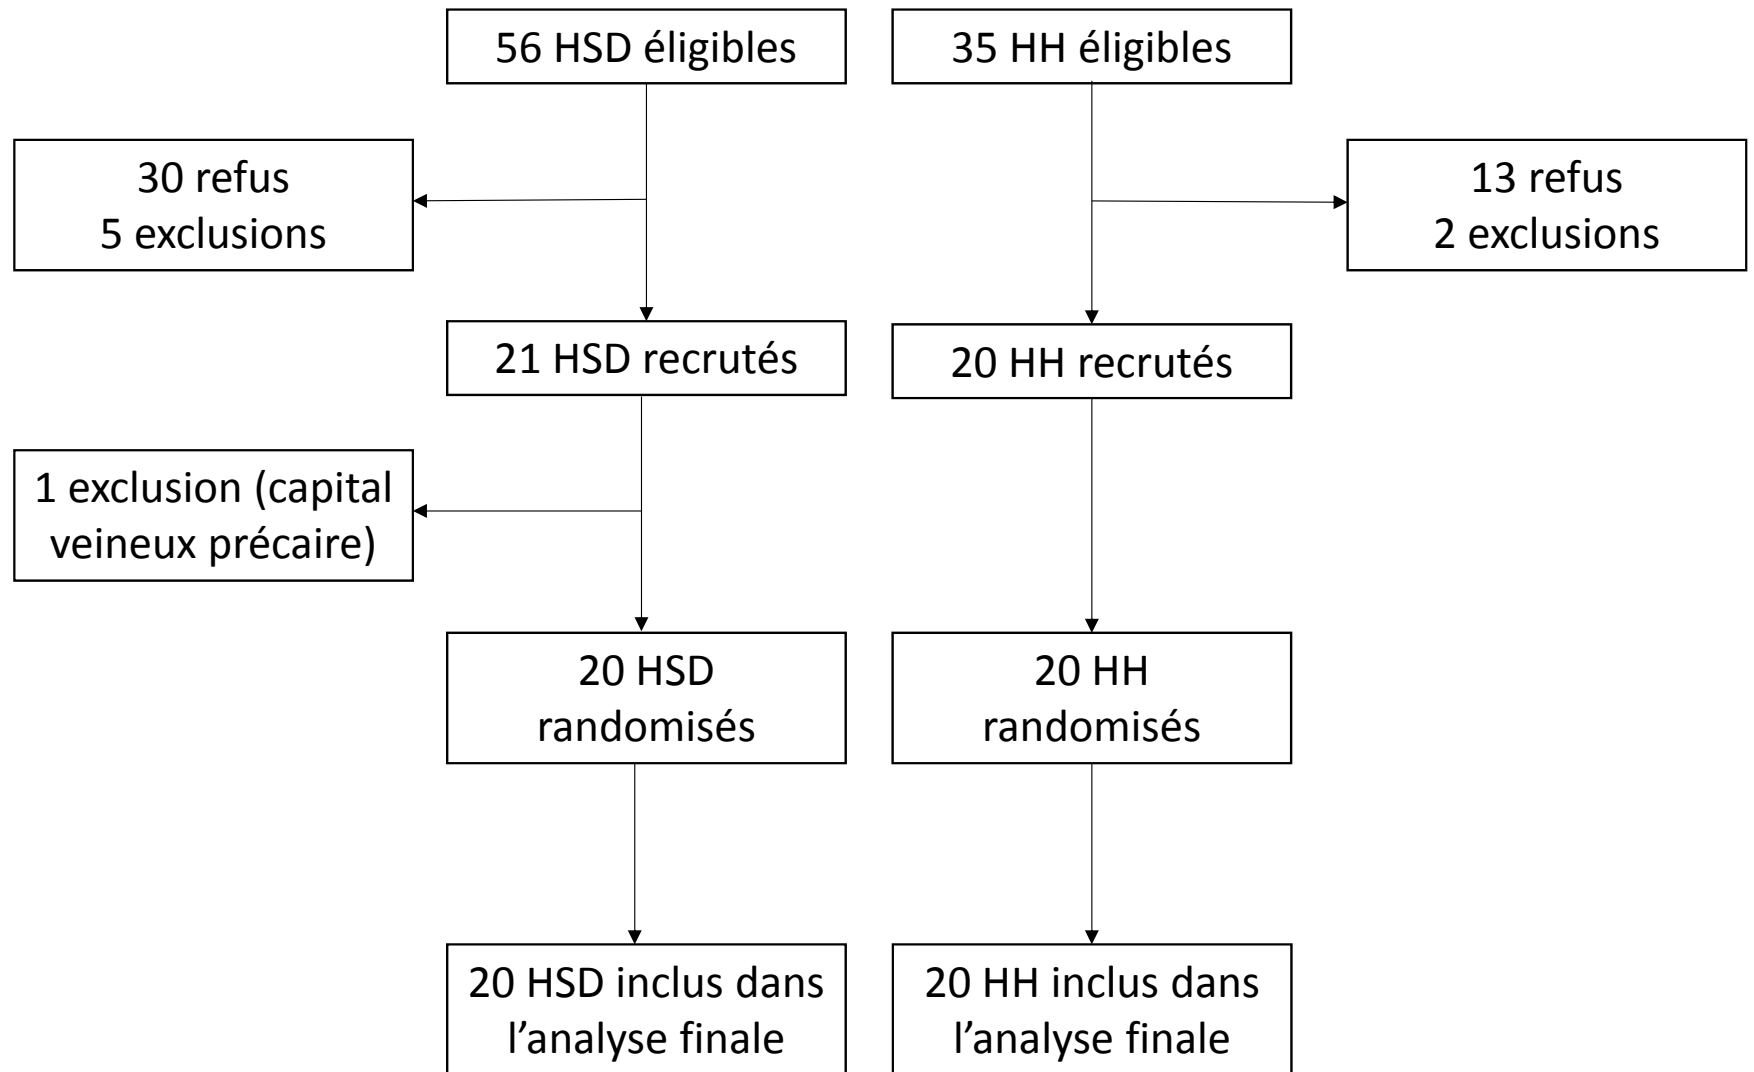 56 HSD éligibles
35 HH éligibles
30 refus
5 exclusions
13 refus
2 exclusions
21 HSD recrutés
20 HH recrutés
1 exclusion (capital
veineux précaire)
20 HSD
randomisés
20 HH
randomisés
20 HSD inclus dans
l’analyse finale
20 HH inclus dans
l’analyse finale